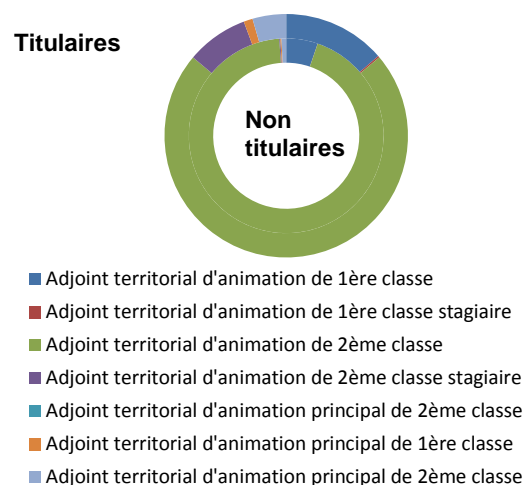 Titulaires
Non
titulaires
Adjoint territorial d'animation de 1ère classe
Adjoint territorial d'animation de 1ère classe stagiaire
Adjoint territorial d'animation de 2ème classe
Adjoint territorial d'animation de 2ème classe stagiaire
Adjoint territorial d'animation principal de 2ème classe
Adjoint territorial d'animation principal de 1ère classe
Adjoint territorial d'animation principal de 2ème classe